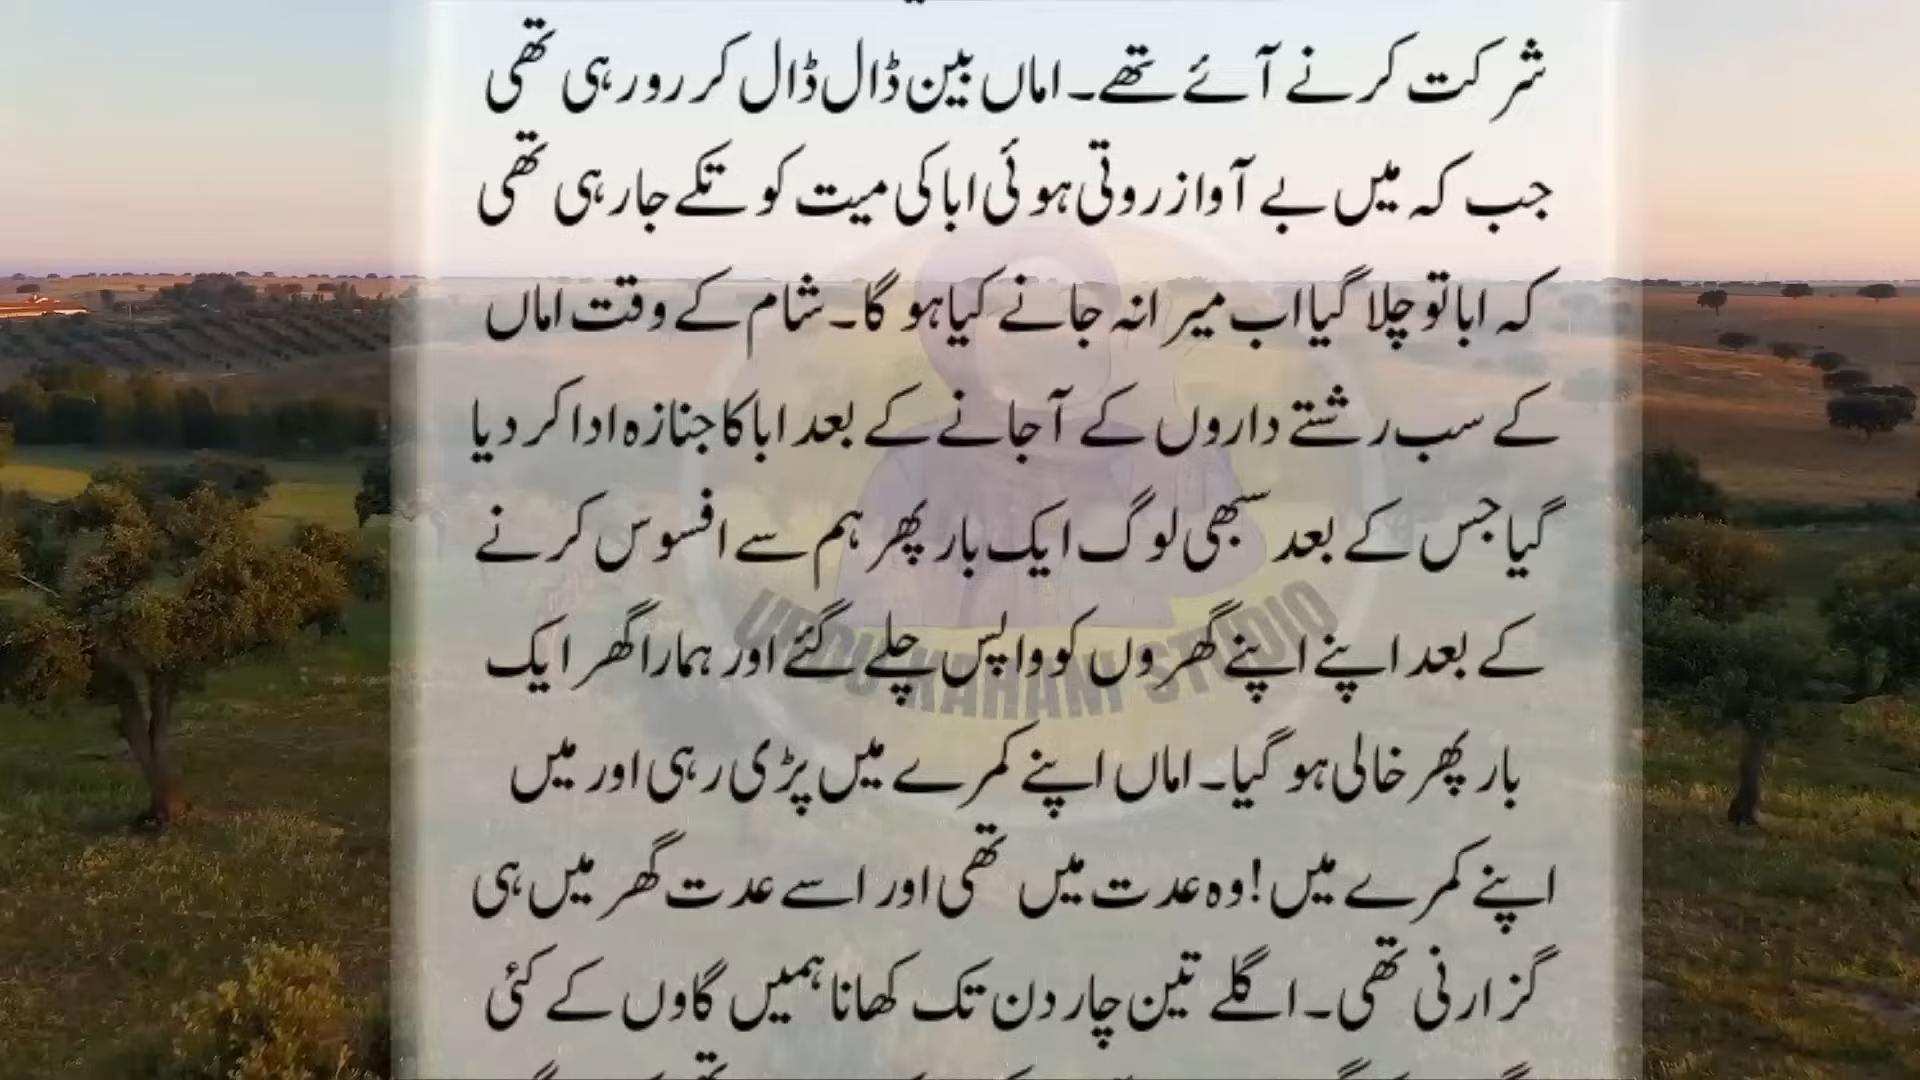 شرکت کرنے آئے تھے۔ اماں بین ڈال ڈال کر رو رہی تھی
جب کہ میں بے آواز روتی ہوئی ابا کی میت کو تکے جا رہی تھی
کہ ابا تو چلا گیا اب میرا نہ جانے کیا ہو گا۔ شام کے وقت اماں
کے سب رشتے داروں کے آ جانے کے بعد ابا کا جنازہ ادا کر دیا
گیا جس کے بعد سبھی لوگ ایک بار پھر ہم سے افسوس کرنے
کے بعد اپنے اپنے گھروں کو واپس چلے گئے اور ہمارا گھر ایک
بار پھر خالی ہو گیا۔ اماں اپنے کمرے میں پڑی رہی اور میں
اپنے کمرے میں! وہ عدت میں تھی اور اسے عدت گھر میں ہی
گزارنی تھی۔ اگلے تین چار دن تک کھانا ہمیں گاوں کے کئی
URDU KAHANI STUDIO